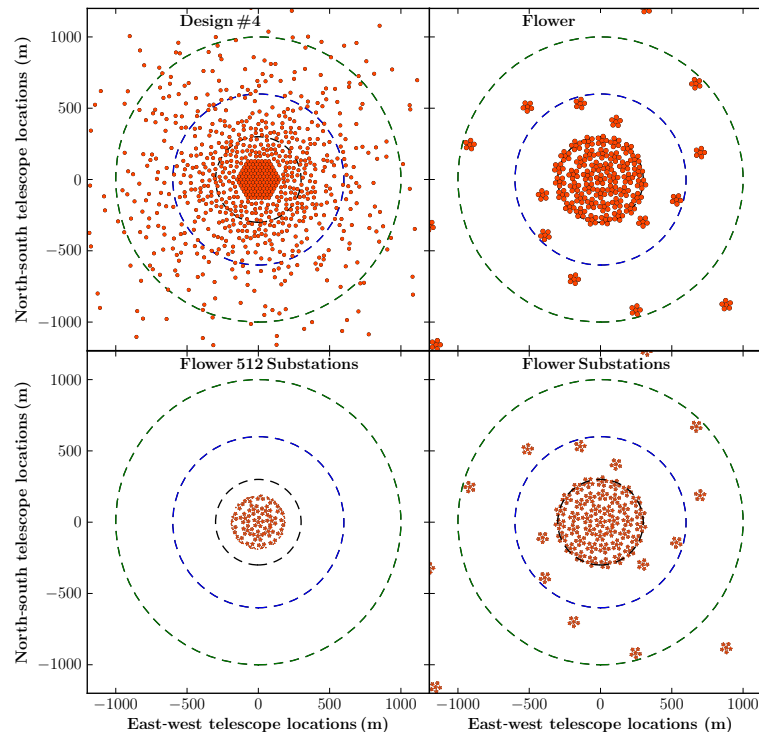 Design #4
Flower
1000
500
0
−500
−1000
North-south telescope locations (m)
Flower 512 Substations
Flower Substations
1000
500
0
−500
−1000
North-south telescope locations (m)
−1000 −500 0 500 1000
−1000 −500 0 500 1000
East-west telescope locations (m)
East-west telescope locations (m)